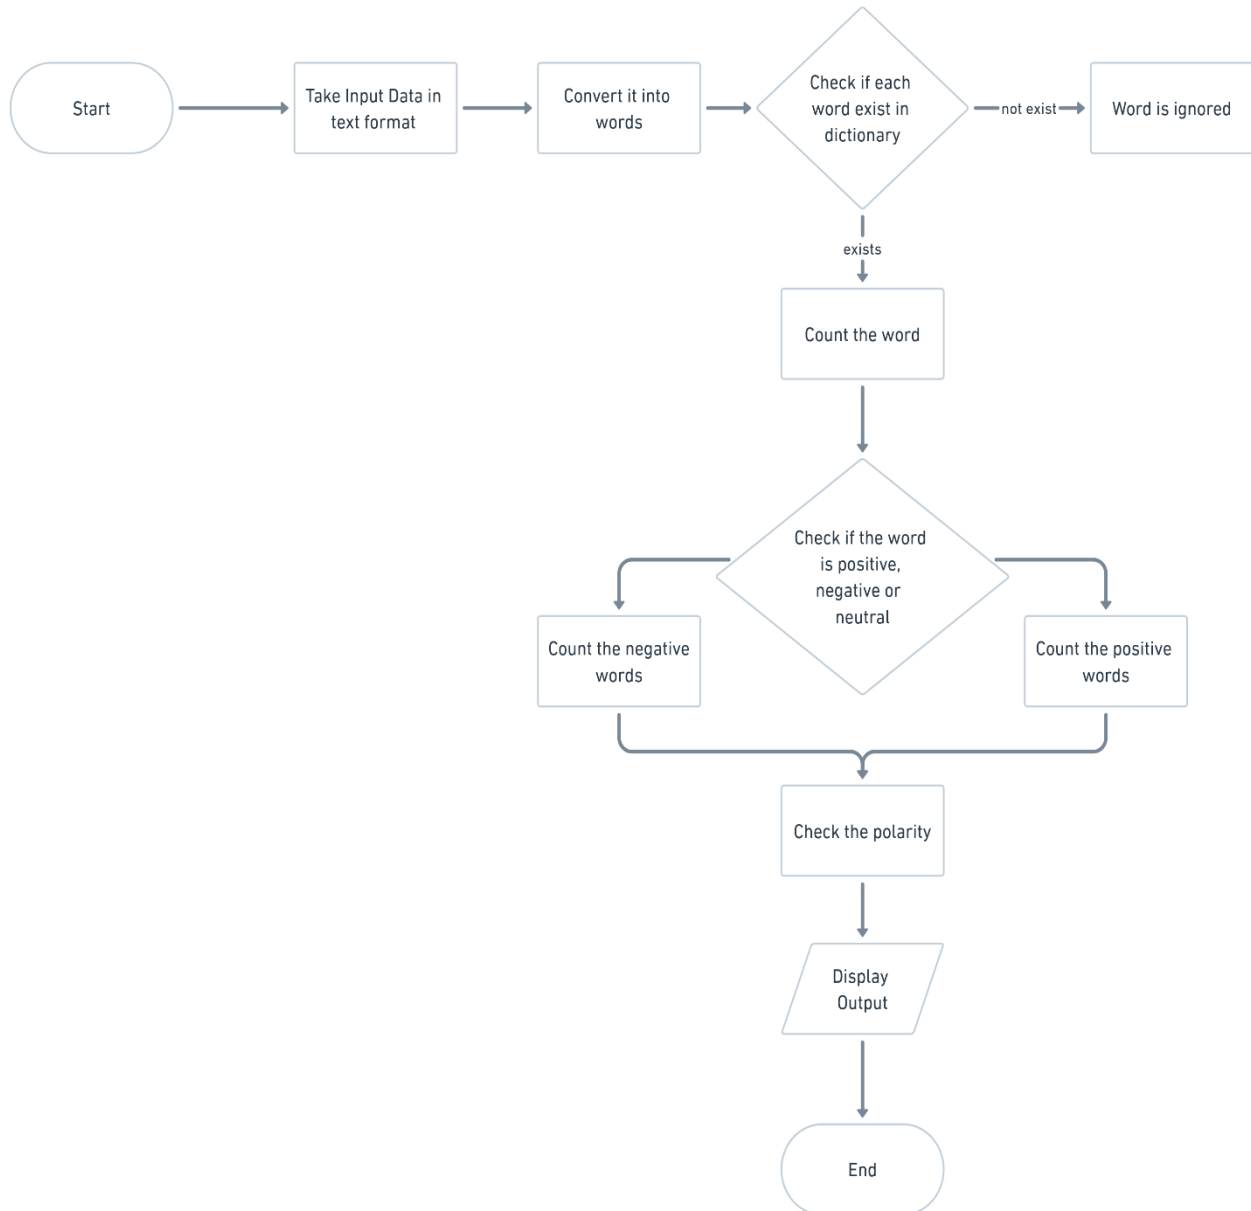 Start
Take Input Data in
text format
Convert it into
words
Check if each
word exist in
dictionary
not exist
Word is ignored
exists
Count the word
Check if the word
is positive,
negative or
neutral
Count the negative
words
Count the positive
words
Check the polarity
Display
Output
End